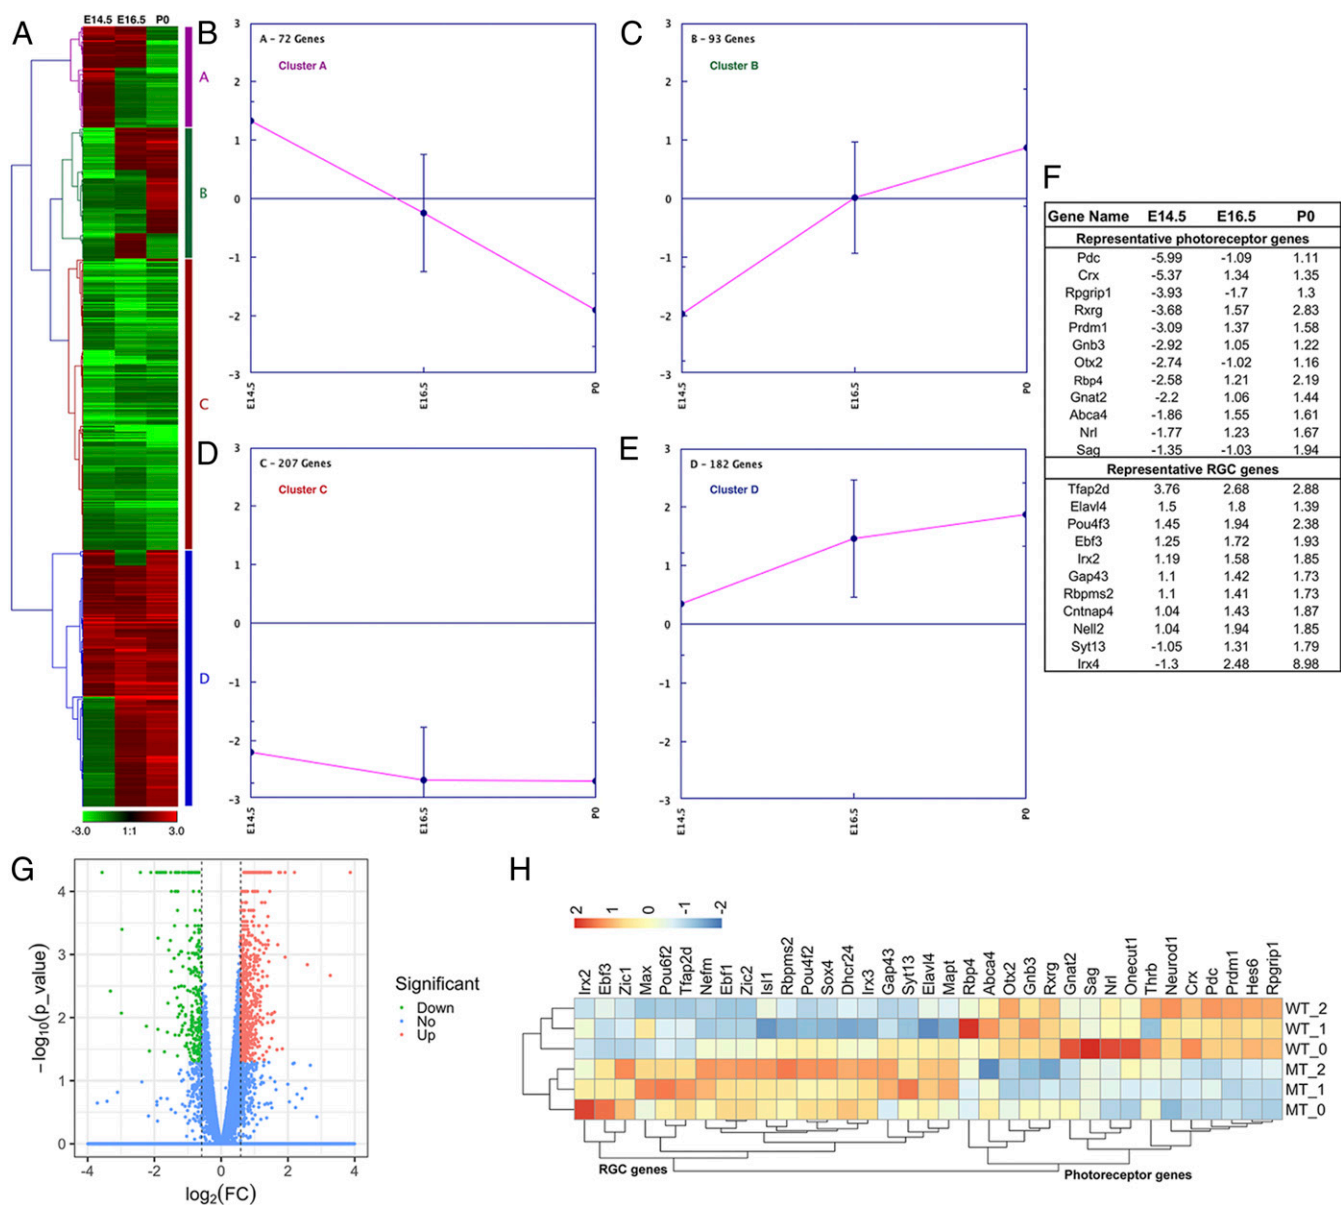 A
E14.5 E16.5 P0
A
B
C
D
-3.0 1:1 3.0
B
A - 72 Genes
Cluster A
3
2
1
0
-1
-2
-3
E14.5
E16.5
P0
C
B - 93 Genes
Cluster B
3
2
1
0
-1
-2
-3
E14.5
E16.5
P0
D
C - 207 Genes
Cluster C
3
2
1
0
-1
-2
-3
E14.5
E16.5
P0
E
D - 182 Genes
Cluster D
3
2
1
0
-1
-2
-3
E14.5
E16.5
P0
F
Gene Name E14.5 E16.5 P0
Representative photoreceptor genes
Pdc -5.99 -1.09 1.11
Crx -5.37 1.34 1.35
Rpgrip1 -3.93 -1.7 1.3
Rxrg -3.68 1.57 2.83
Prdm1 -3.09 1.37 1.58
Gnb3 -2.92 1.05 1.22
Otx2 -2.74 -1.02 1.16
Rbp4 -2.58 1.21 2.19
Gnat2 -2.2 1.06 1.44
Abca4 -1.86 1.55 1.61
Nrl -1.77 1.23 1.67
Sag -1.35 -1.03 1.94
Representative RGC genes
Tfap2d 3.76 2.68 2.88
Elavl4 1.5 1.8 1.39
Pou4f3 1.45 1.94 2.38
Ebf3 1.25 1.72 1.93
Irx2 1.19 1.58 1.85
Gap43 1.1 1.42 1.73
Rbpms2 1.1 1.41 1.73
Cntnap4 1.04 1.43 1.87
Nell2 1.04 1.94 1.85
Syt13 -1.05 1.31 1.79
Irx4 -1.3 2.48 8.98
G
4
3
2
1
0
-log10(p_value)
-4 -2 0 2 4
log2(FC)
Significant
Down
No
Up
H
2 1 0 -1 -2
Irx2 Ebf3 Zic1 Max Pou6f2 Tfap2d Nefm Ebf1 Zic2 Isl1 Rbpms2 Pou4f2 Sox4 Dhcr24 Irx3 Gap43 Syt13 Elavl4 Mapt Rbp4 Abca4 Otx2 Gnb3 Rxrg Gnat2 Sag Nrl Onecut1 Thrb Neurod1 Crx Pdc Prdm1 Hes6 Rpgrip1
WT_2
WT_1
WT_0
MT_2
MT_1
MT_0
RGC genes
Photoreceptor genes